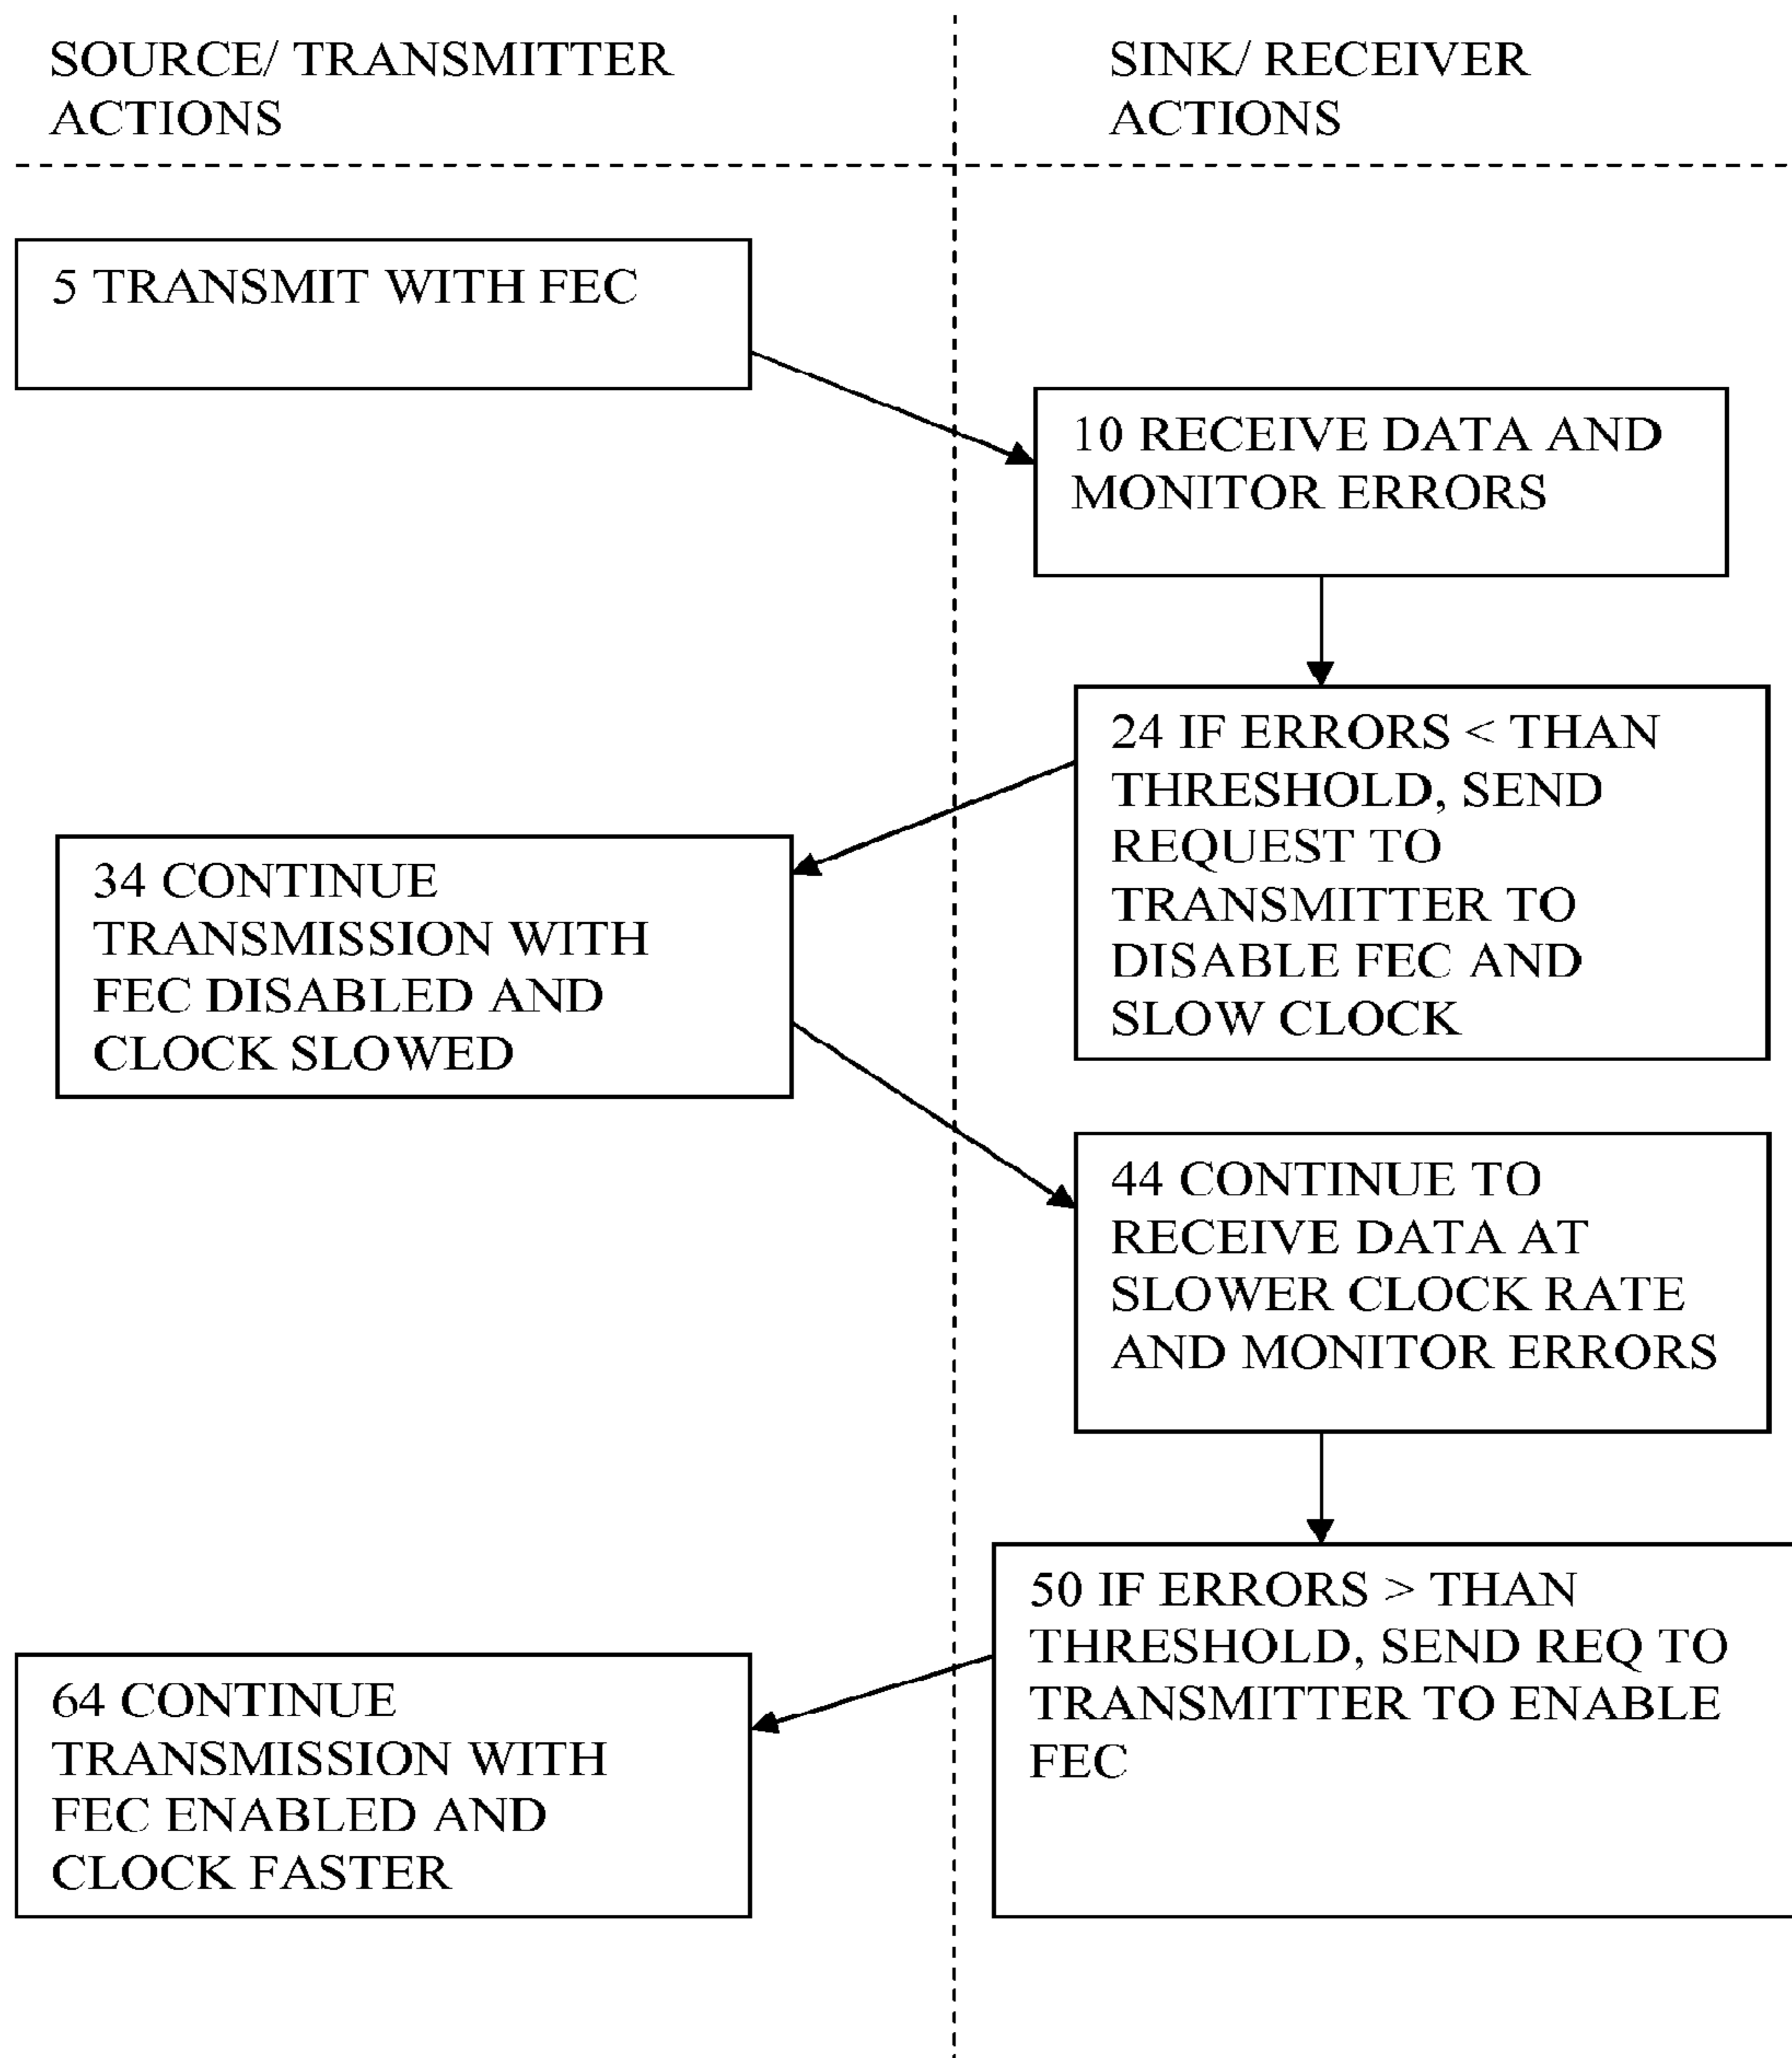 SOURCE/ TRANSMITTER
ACTIONS
SINK/ RECEIVER
ACTIONS
5 TRANSMIT WITH FEC
10 RECEIVE DATA AND
MONITOR ERRORS
24 IF ERRORS < THAN
THRESHOLD, SEND
REQUEST TO
TRANSMITTER TO
DISABLE FEC AND
SLOW CLOCK
34 CONTINUE
TRANSMISSION WITH
FEC DISABLED AND
CLOCK SLOWED
44 CONTINUE TO
RECEIVE DATA AT
SLOWER CLOCK RATE
AND MONITOR ERRORS
50 IF ERRORS > THAN
THRESHOLD, SEND REQ TO
TRANSMITTER TO ENABLE
FEC
64 CONTINUE
TRANSMISSION WITH
FEC ENABLED AND
CLOCK FASTER